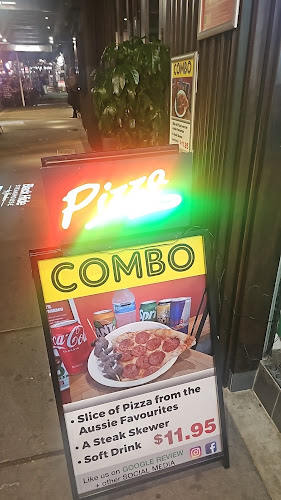 Pizza
COMBO
Coca-Cola
Sprite
• Slice of Pizza from the
Aussie Favourites
• A Steak Skewer
• Soft Drink $11.95
Like us on GOOGLE REVIEW
+ other SOCIAL MEDIA
COMBO